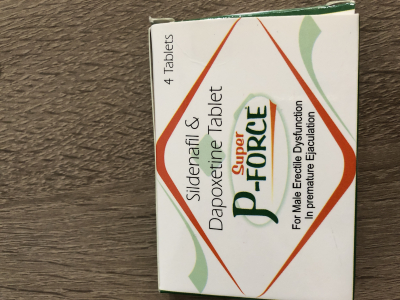 4 Tablets
Sildenafil &
Dapoxetine Tablet
Super
P-FORCE
For Male Erectile Dysfunction
In premature Ejaculation